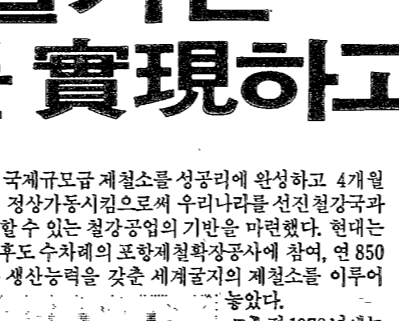 實現하고
국제규모급 제철소를 성공리에 완성하고 4개월
정상가동시킴으로써 우리나라를 선진철강국과
할 수 있는 철강공업의 기반을 마련했다. 현대는
후도 수차례의 포항제철확장공사에 참여, 연 850
생산능력을 갖춘 세계굴지의 제철소를 이루어
놓았다.